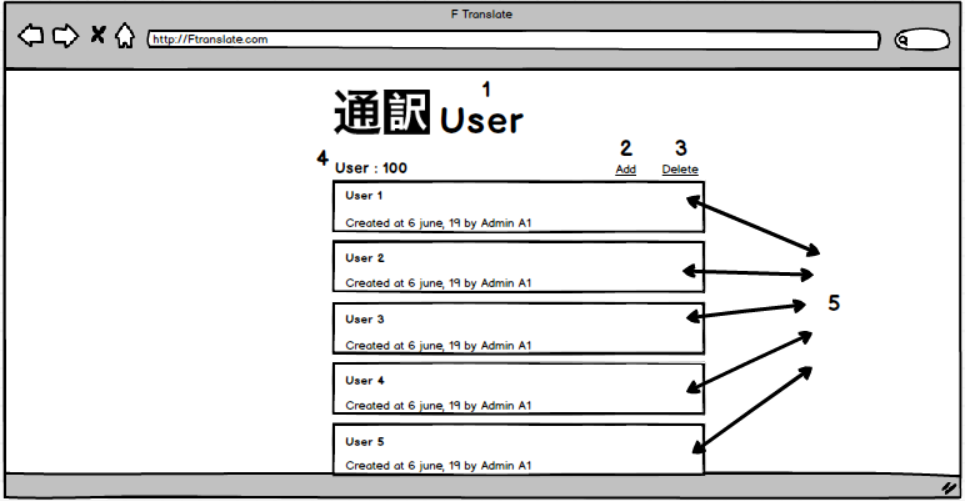 F Translate
http://Ftranslate.com
1
通訳 User
2 3
4 User : 100 Add Delete
User 1
Created at 6 june, 19 by Admin A1
User 2
Created at 6 june, 19 by Admin A1
5
User 3
Created at 6 june, 19 by Admin A1
User 4
Created at 6 june, 19 by Admin A1
User 5
Created at 6 june, 19 by Admin A1